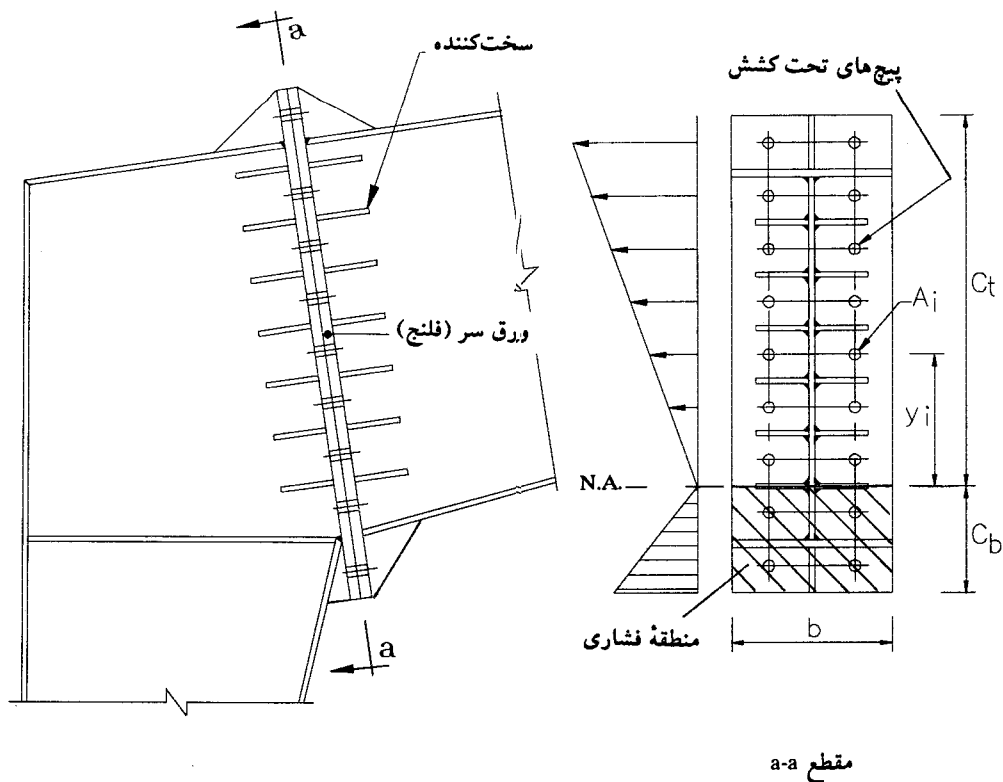 a
سخت‌کننده
پیچ‌های تحت کشش
Ct
Ai
ورق سر (فلنج)
yi
N.A.
Cb
منطقهٔ فشاری
b
a
مقطع a-a